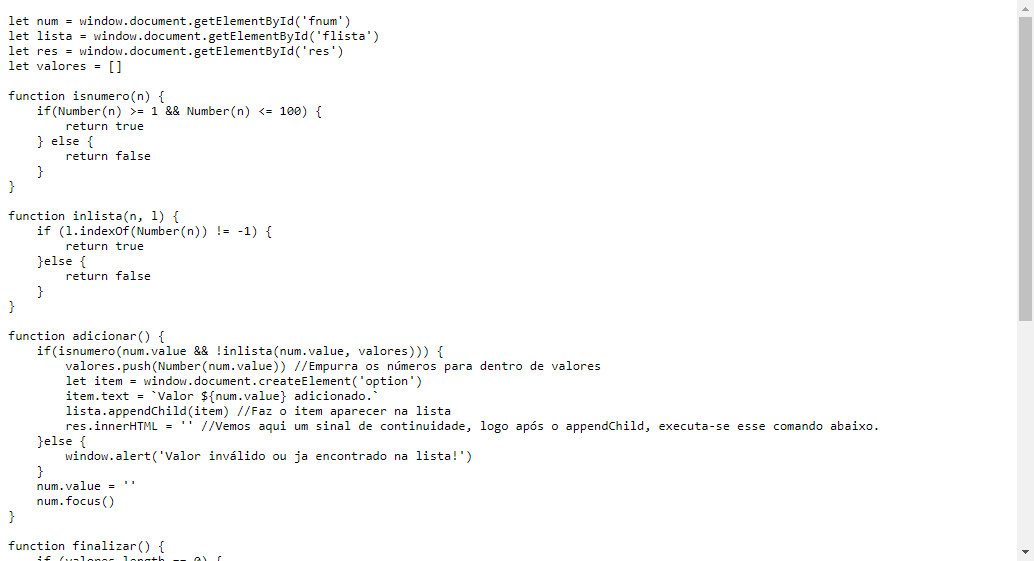 let num = window.document.getElementById('fnum')
let lista = window.document.getElementById('flista')
let res = window.document.getElementById('res')
let valores = []
function isnumero(n) {
    if(Number(n) >= 1 && Number(n) <= 100) {
        return true
    } else {
        return false
    }
}
function inlista(n, l) {
    if (l.indexOf(Number(n)) != -1) {
        return true
    }else {
        return false
    }
}
function adicionar() {
    if(isnumero(num.value && !inlista(num.value, valores))) {
        valores.push(Number(num.value)) //Empurra os números para dentro de valores
        let item = window.document.createElement('option')
        item.text = `Valor ${num.value} adicionado.`
        lista.appendChild(item) //Faz o item aparecer na lista
        res.innerHTML = '' //Vemos aqui um sinal de continuidade, logo após o appendChild, executa-se esse comando abaixo.
    }else {
        window.alert('Valor inválido ou ja encontrado na lista!')
    }
    num.value = ''
    num.focus()
}
function finalizar() {
    if (valores.length == 0) {